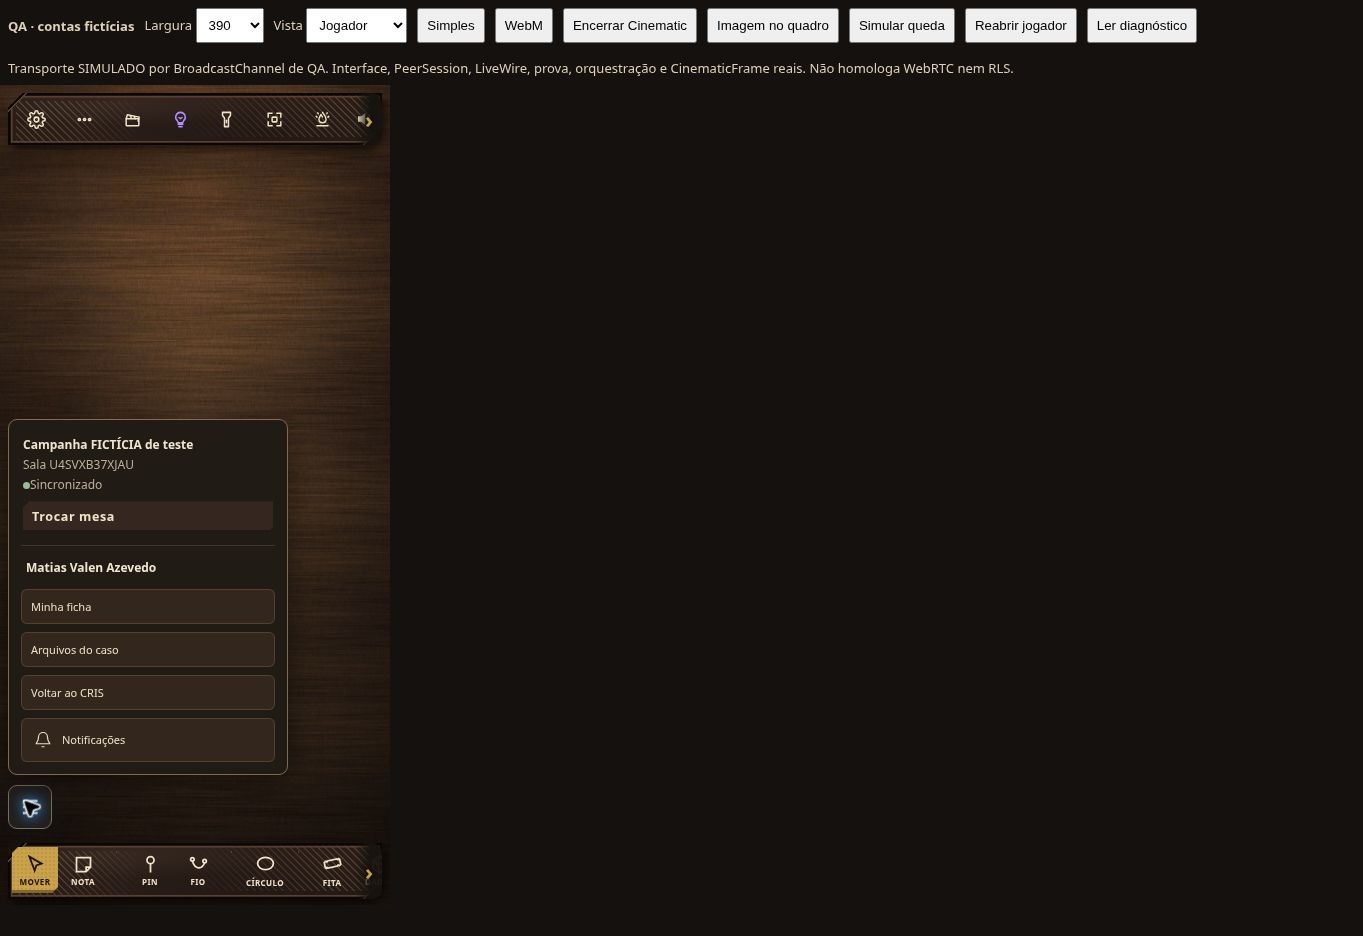 QA · contas fictícias Largura 390 Vista Jogador Simples WebM Encerrar Cinematic Imagem no quadro Simular queda Reabrir jogador Ler diagnóstico
Transporte SIMULADO por BroadcastChannel de QA. Interface, PeerSession, LiveWire, prova, orquestração e CinematicFrame reais. Não homologa WebRTC nem RLS.
Campanha FICTÍCIA de teste
Sala U4SVXB37XJAU
Sincronizado
Trocar mesa
Matias Valen Azevedo
Minha ficha
Arquivos do caso
Voltar ao CRIS
Notificações
MOVER NOTA PIN FIO CÍRCULO FITA